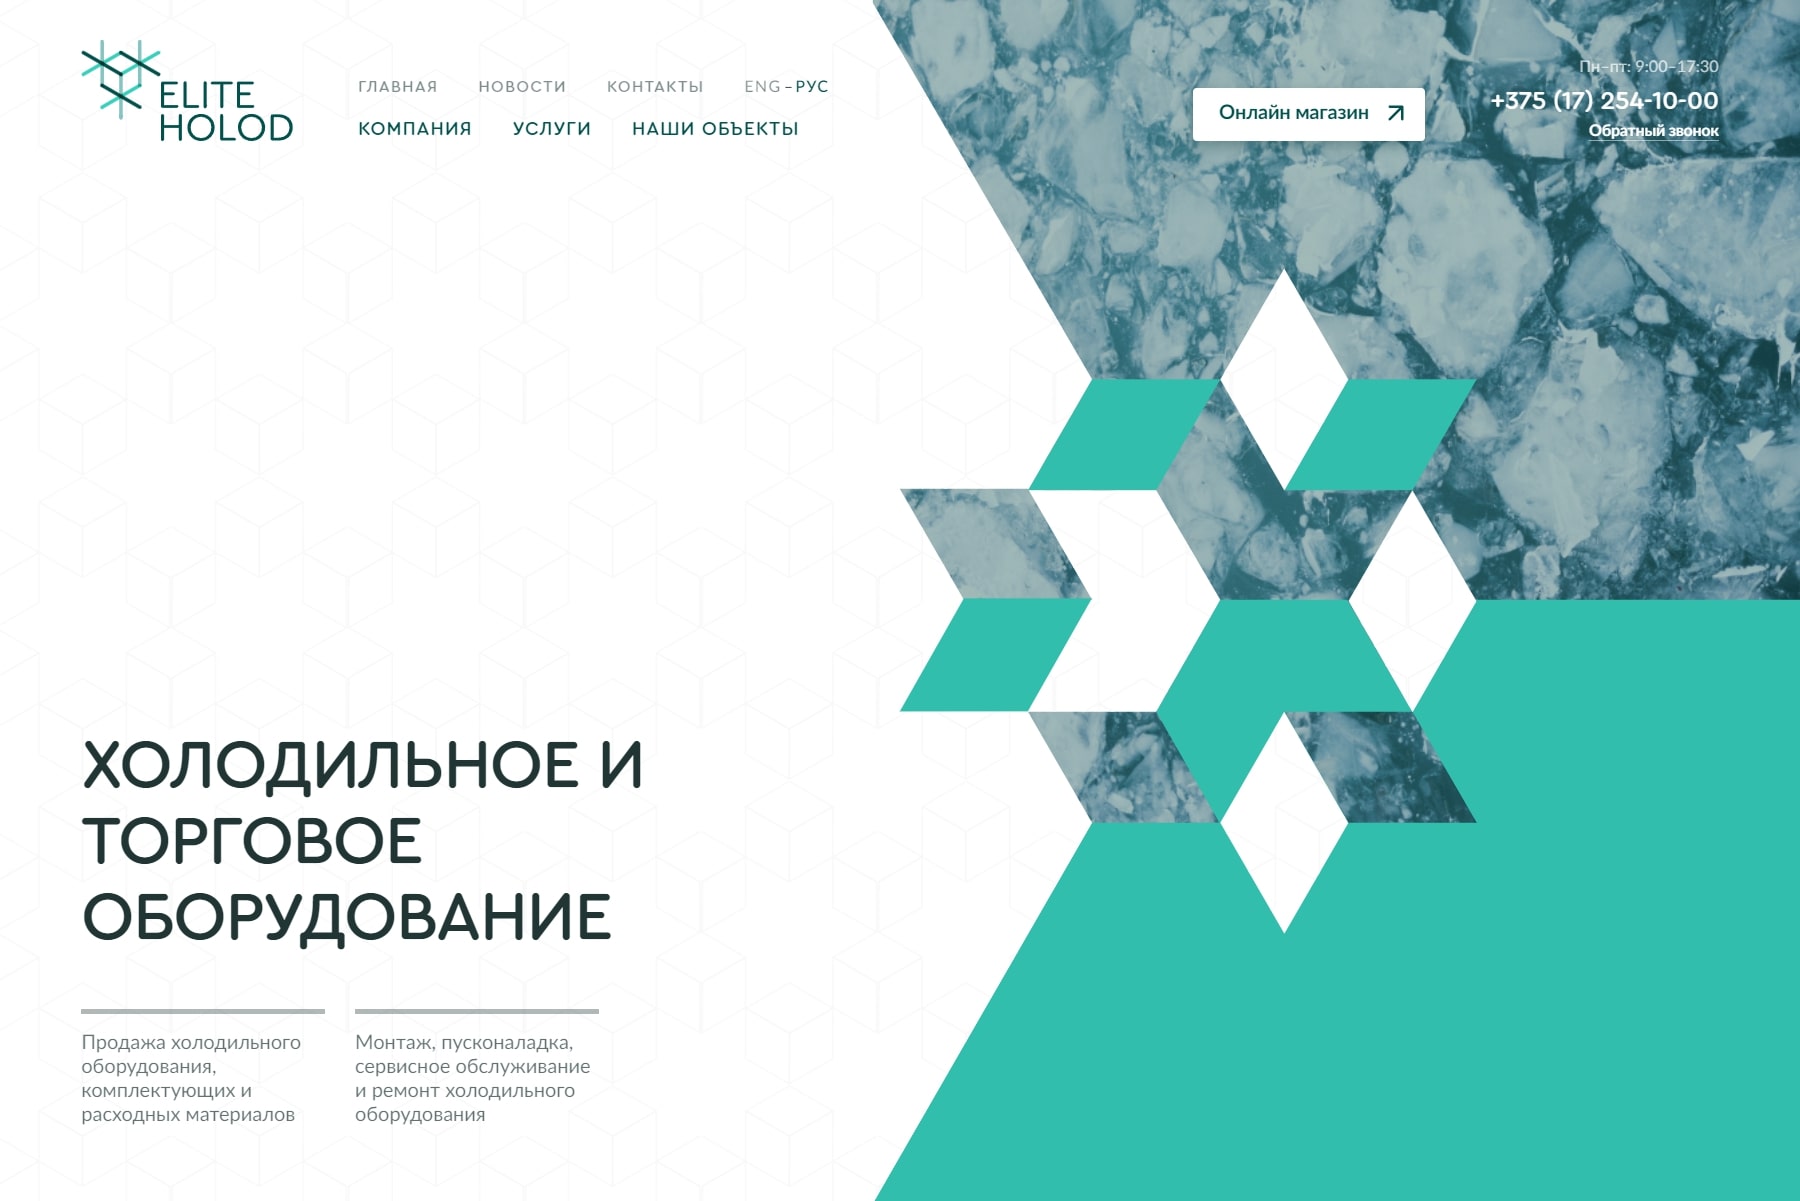 ELITE
HOLOD
ГЛАВНАЯ НОВОСТИ КОНТАКТЫ ENG – РУС
КОМПАНИЯ УСЛУГИ НАШИ ОБЪЕКТЫ
Онлайн магазин
Пн–пт: 9:00–17:30
+375 (17) 254-10-00
Обратный звонок
ХОЛОДИЛЬНОЕ И
ТОРГОВОЕ
ОБОРУДОВАНИЕ
Продажа холодильного
оборудования,
комплектующих и
расходных материалов
Монтаж, пусконаладка,
сервисное обслуживание
и ремонт холодильного
оборудования